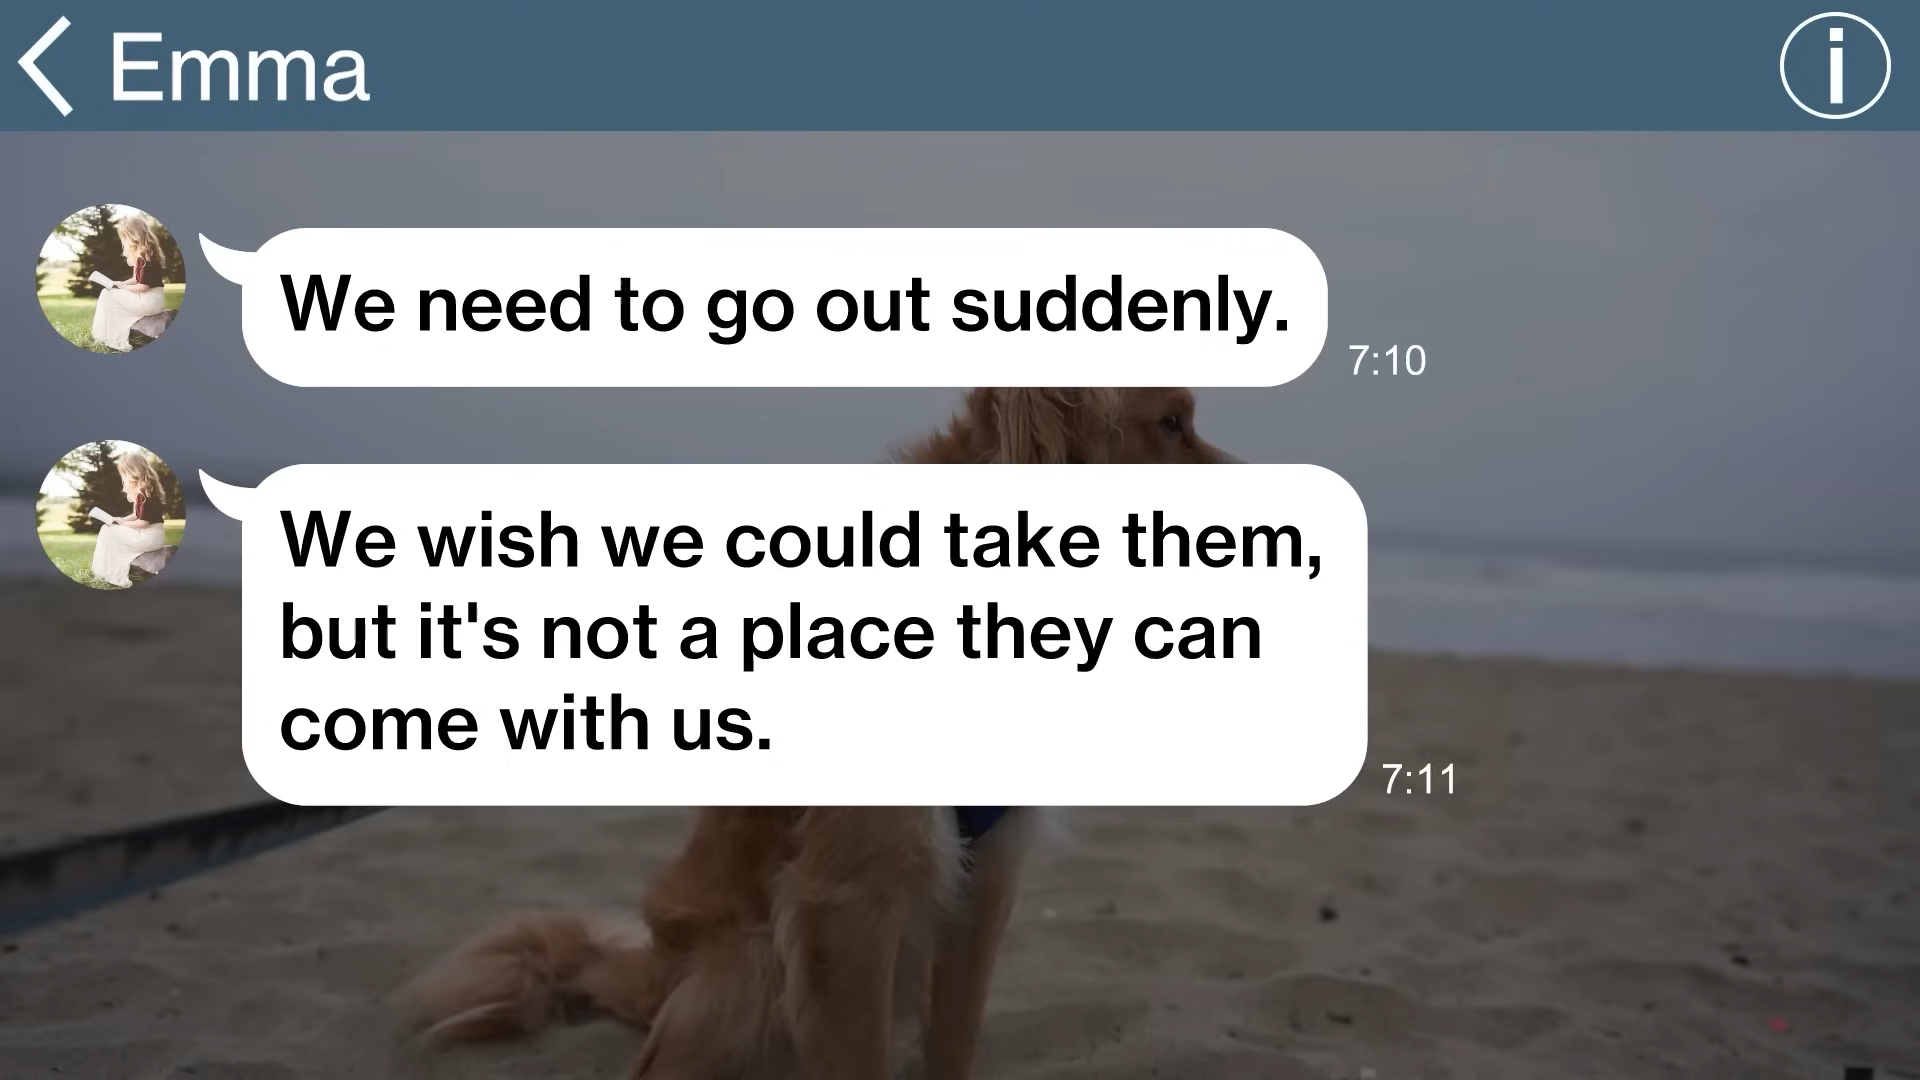 Emma
We need to go out suddenly.
7:10
We wish we could take them,
but it's not a place they can
come with us.
7:11